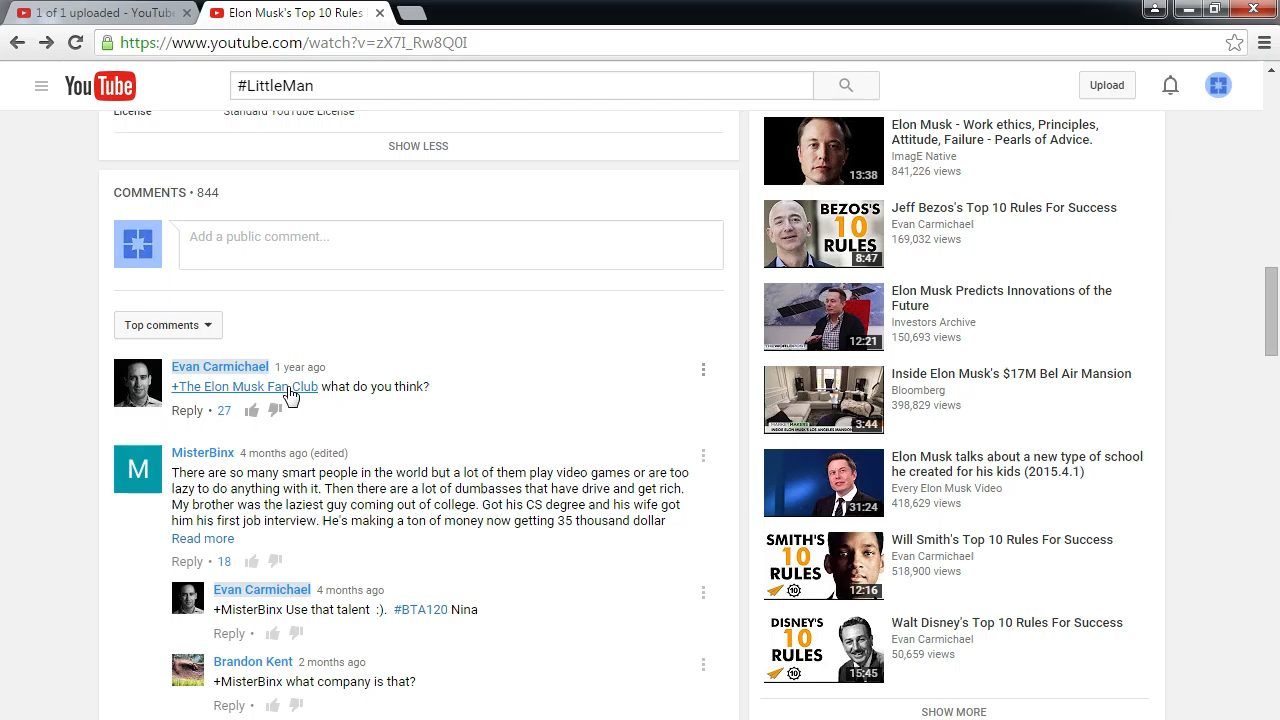 1 of 1 uploaded - YouTube
Elon Musk's Top 10 Rules
https://www.youtube.com/watch?v=zX7I_Rw8Q0I
YouTube
#LittleMan
Upload
License Standard YouTube License
SHOW LESS
COMMENTS • 844
Add a public comment...
Top comments
Evan Carmichael 1 year ago
+The Elon Musk Fan Club what do you think?
Reply • 27
M
MisterBinx 4 months ago (edited)
There are so many smart people in the world but a lot of them play video games or are too
lazy to do anything with it. Then there are a lot of dumbasses that have drive and get rich.
My brother was the laziest guy coming out of college. Got his CS degree and his wife got
him his first job interview. He's making a ton of money now getting 35 thousand dollar
Read more
Reply • 18
Evan Carmichael 4 months ago
+MisterBinx Use that talent :). #BTA120 Nina
Reply •
Brandon Kent 2 months ago
+MisterBinx what company is that?
Reply •
13:38
Elon Musk - Work ethics, Principles,
Attitude, Failure - Pearls of Advice.
ImagE Native
841,226 views
BEZOS'S
10
RULES
8:47
Jeff Bezos's Top 10 Rules For Success
Evan Carmichael
169,032 views
THEWORLDPOST
12:21
Elon Musk Predicts Innovations of the
Future
Investors Archive
150,693 views
3:44
Inside Elon Musk's $17M Bel Air Mansion
Bloomberg
398,829 views
31:24
Elon Musk talks about a new type of school
he created for his kids (2015.4.1)
Every Elon Musk Video
418,629 views
SMITH'S
10
RULES
12:16
Will Smith's Top 10 Rules For Success
Evan Carmichael
518,900 views
DISNEY'S
10
RULES
15:45
Walt Disney's Top 10 Rules For Success
Evan Carmichael
50,659 views
SHOW MORE